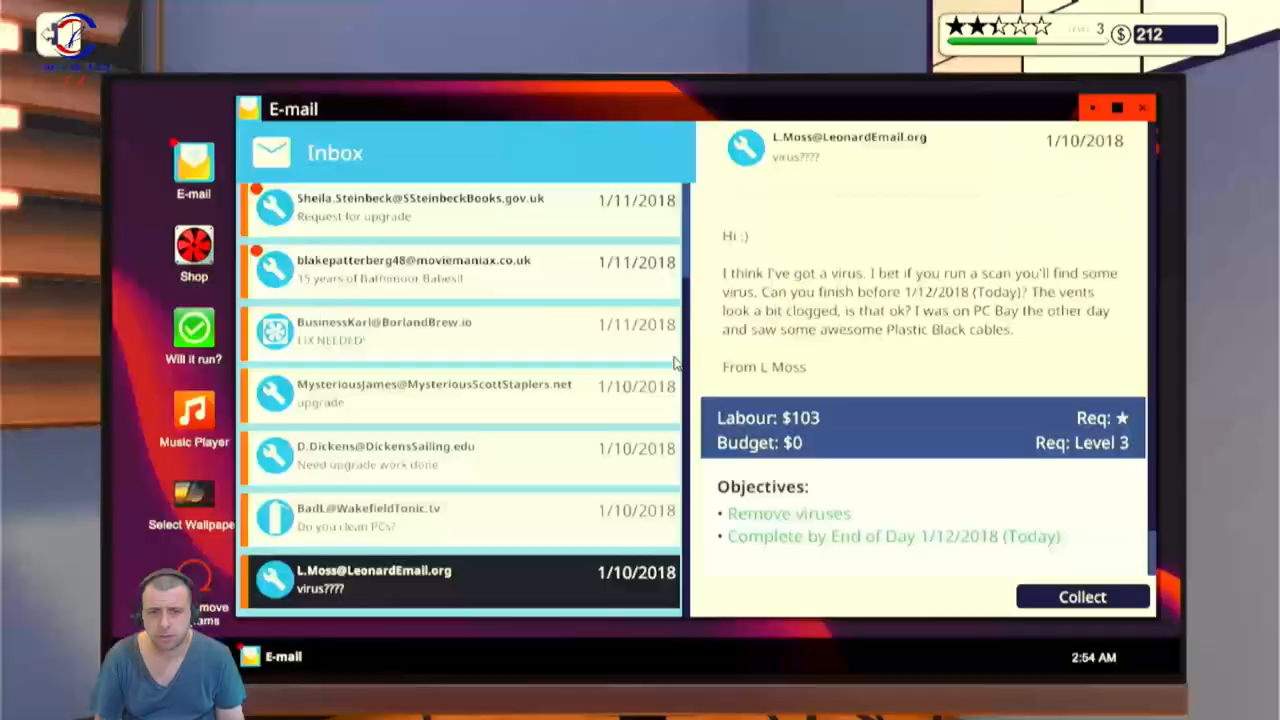 LEVEL 3
$ 212
E-mail
Inbox
L.Moss@LeonardEmail.org
1/10/2018
virus????
Sheila.Steinbeck@SSteinbeckBooks.gov.uk
1/11/2018
Request for upgrade
blakepatterberg48@moviemaniax.co.uk
1/11/2018
15 years of Bathimour Babies!!
BusinessKarl@BorlandBrew.io
1/11/2018
FIX NEEDED!
MysteriousJames@MysteriousScottStaplers.net
1/10/2018
upgrade
D.Dickens@DickensSailing.edu
1/10/2018
Need upgrade work done
BadL@WakefieldTonic.tv
1/10/2018
Do you clean PCs?
L.Moss@LeonardEmail.org
1/10/2018
virus????
Hi :)
I think I've got a virus. I bet if you run a scan you'll find some
virus. Can you finish before 1/12/2018 (Today)? The vents
look a bit clogged, is that ok? I was on PC Bay the other day
and saw some awesome Plastic Black cables.
From L Moss
Labour: $103
Req: ★
Budget: $0
Req: Level 3
Objectives:
• Remove viruses
• Complete by End of Day 1/12/2018 (Today)
Collect
E-mail
Shop
Will it run?
Music Player
Select Wallpape
move
ams
E-mail
2:54 AM